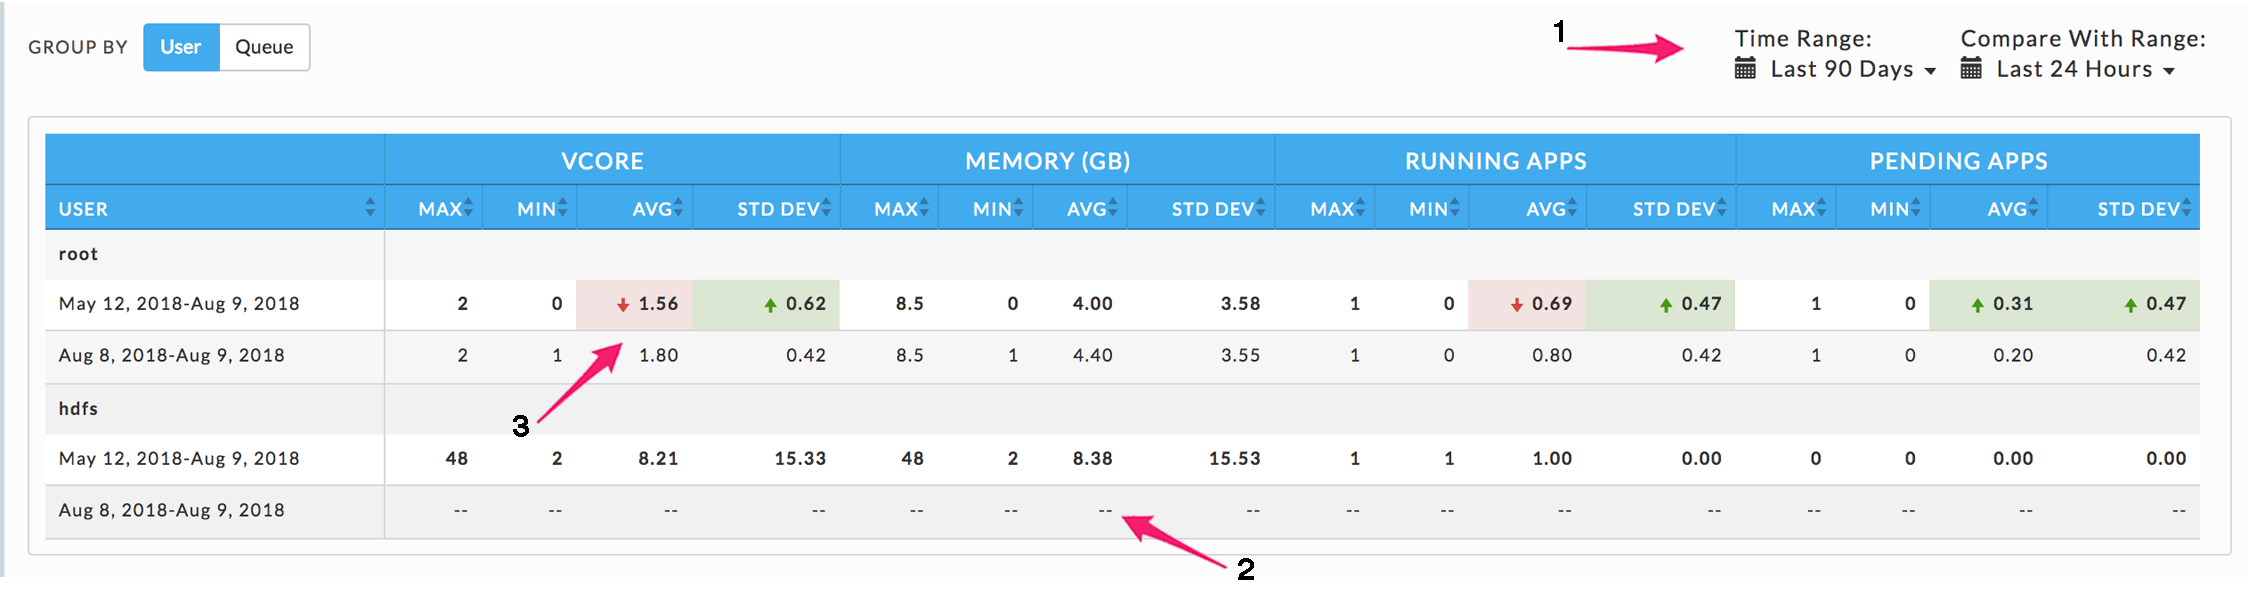 1
Time Range: Compare With Range:
GROUP BY User Queue
Last 90 Days Last 24 Hours
VCORE MEMORY (GB) RUNNING APPS PENDING APPS
USER MAX MIN AVG STD DEV MAX MIN AVG STD DEV MAX MIN AVG STD DEV MAX MIN AVG STD DEV
root
May 12, 2018-Aug 9, 2018 2 0 1.56 0.62 8.5 0 4.00 3.58 1 0 0.69 0.47 1 0 0.31 0.47
Aug 8, 2018-Aug 9, 2018 2 1 1.80 0.42 8.5 1 4.40 3.55 1 0 0.80 0.42 1 0 0.20 0.42
hdfs
3
May 12, 2018-Aug 9, 2018 48 2 8.21 15.33 48 2 8.38 15.53 1 1 1.00 0.00 0 0 0.00 0.00
Aug 8, 2018-Aug 9, 2018 -- -- -- -- -- -- -- -- -- -- -- -- -- -- -- --
2